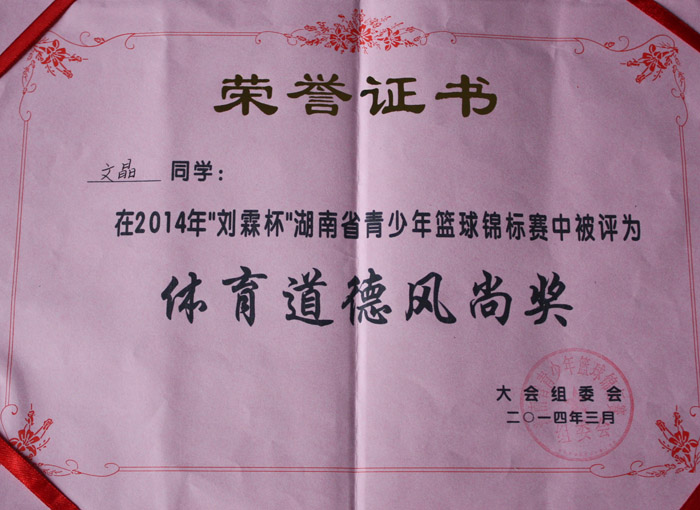 荣誉证书
文晶 同学：
在2014年"刘霖杯"湖南省青少年篮球锦标赛中被评为
体育道德风尚奖
大会组委会
二〇一四年三月